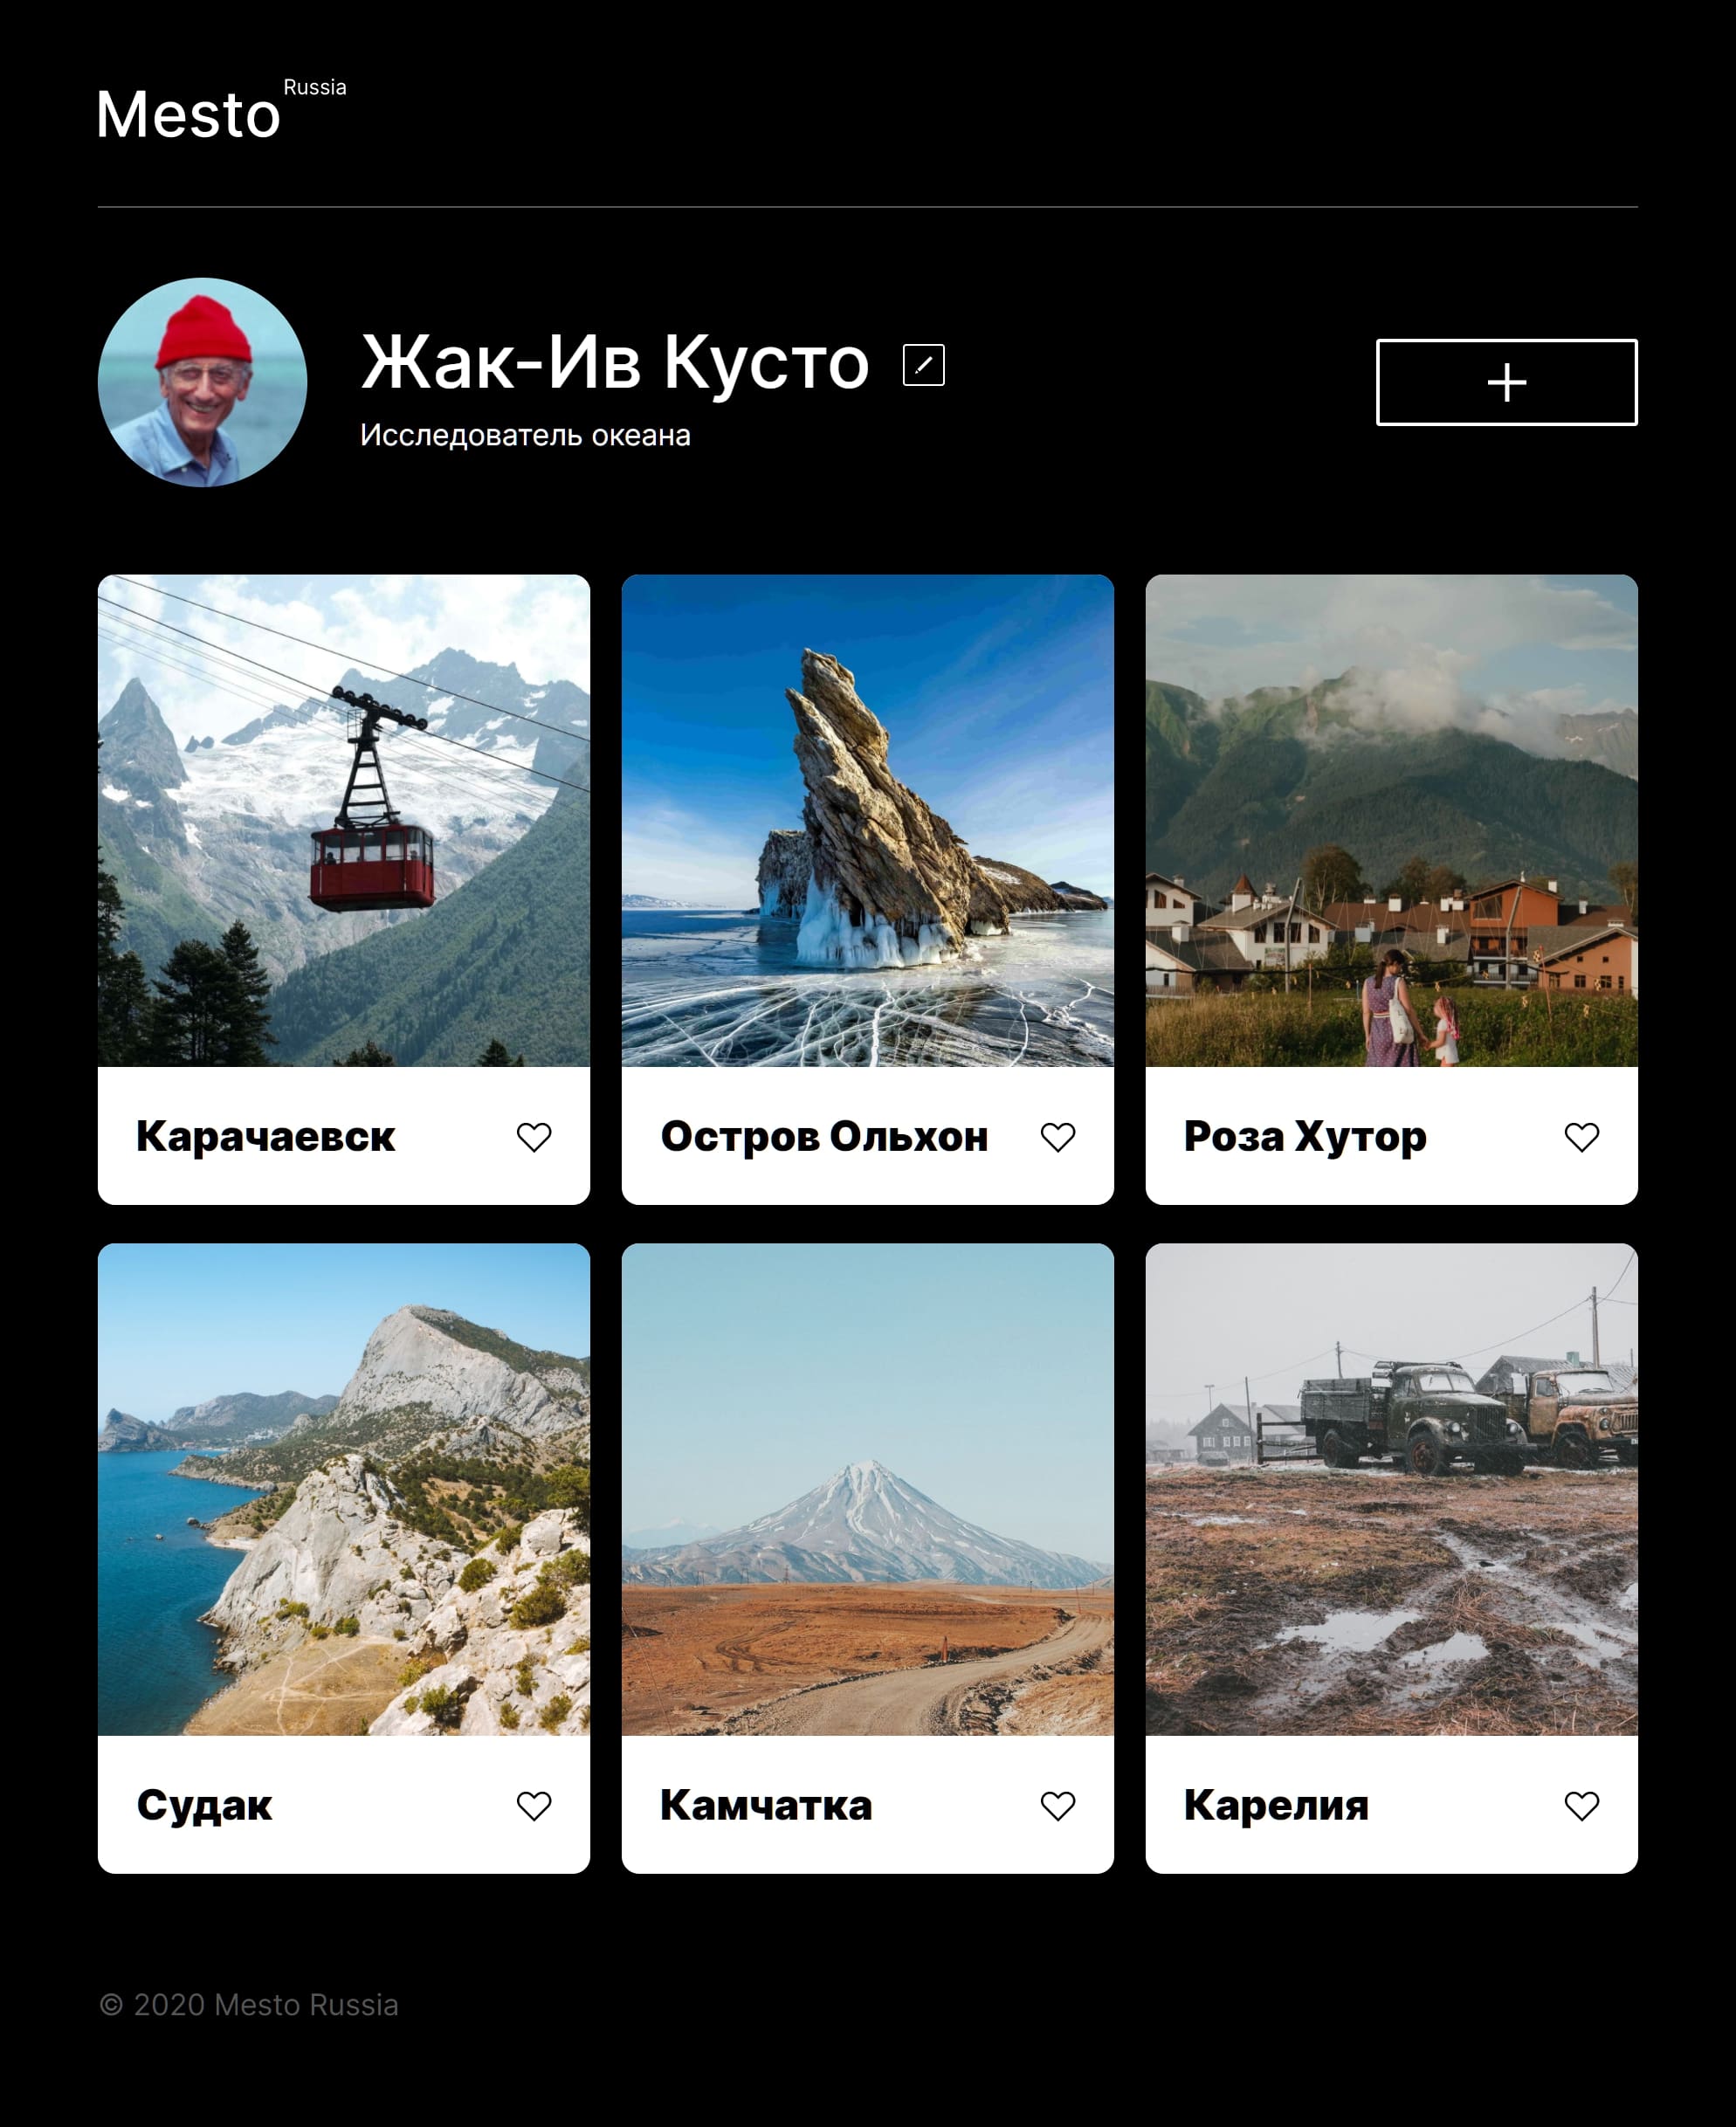 Mesto Russia
Жак-Ив Кусто
Исследователь океана
Карачаевск
Остров Ольхон
Роза Хутор
Судак
Камчатка
Карелия
© 2020 Mesto Russia